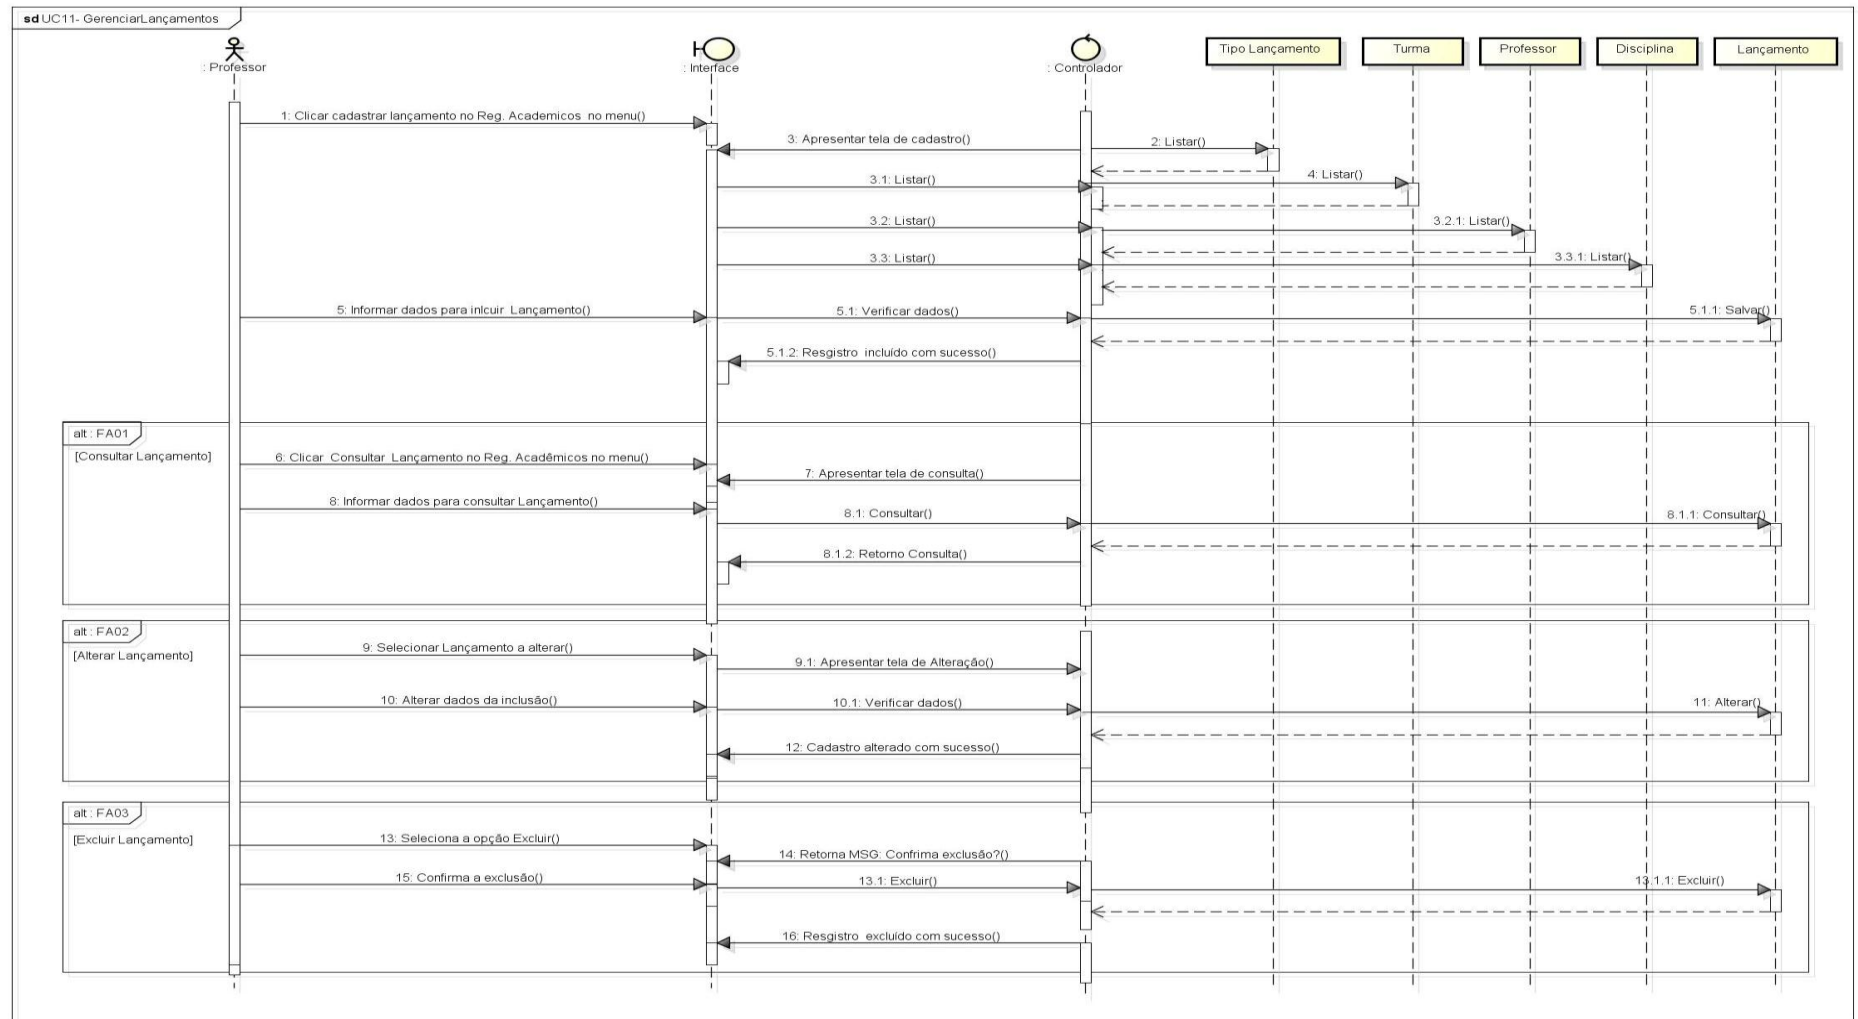 sd UC11- GerenciarLançamentos
: Professor
: Interface
: Controlador
Tipo Lançamento
Turma
Professor
Disciplina
Lançamento
1: Clicar cadastrar lançamento no Reg. Academicos  no menu()
3: Apresentar tela de cadastro()
2: Listar()
3.1: Listar()
4: Listar()
3.2: Listar()
3.2.1: Listar()
3.3: Listar()
3.3.1: Listar()
5: Informar dados para inlcuir  Lançamento()
5.1: Verificar dados()
5.1.1: Salvar()
5.1.2: Resgistro  incluído com sucesso()
alt : FA01
[Consultar Lançamento]
6: Clicar  Consultar  Lançamento no Reg. Acadêmicos no menu()
7: Apresentar tela de consulta()
8: Informar dados para consultar Lançamento()
8.1: Consultar()
8.1.1: Consultar()
8.1.2: Retorno Consulta()
alt : FA02
[Alterar Lançamento]
9: Selecionar Lançamento a alterar()
9.1: Apresentar tela de Alteração()
10: Alterar dados da inclusão()
10.1: Verificar dados()
11: Alterar()
12: Cadastro alterado com sucesso()
alt : FA03
[Excluir Lançamento]
13: Seleciona a opção Excluir()
14: Retorna MSG: Confrima exclusão?()
15: Confirma a exclusão()
13.1: Excluir()
13.1.1: Excluir()
16: Resgistro  excluído com sucesso()